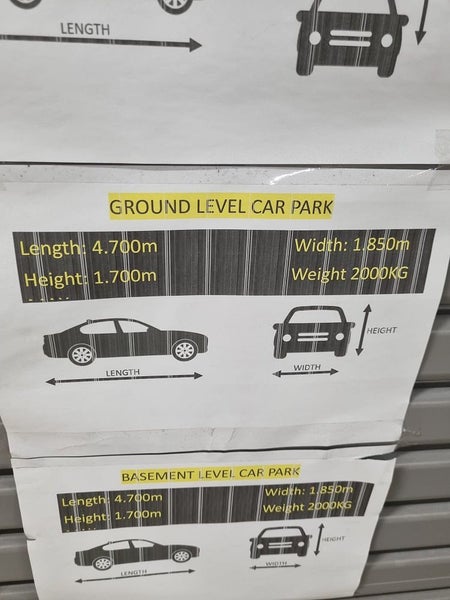 LENGTH
GROUND LEVEL CAR PARK
Length: 4.700m Width: 1.850m
Height: 1.700m Weight 2000KG
HEIGHT
LENGTH WIDTH
BASEMENT LEVEL CAR PARK
Length: 4.700m Width: 1.850m
Height: 1.700m Weight 2000KG
HEIGHT
LENGTH WIDTH